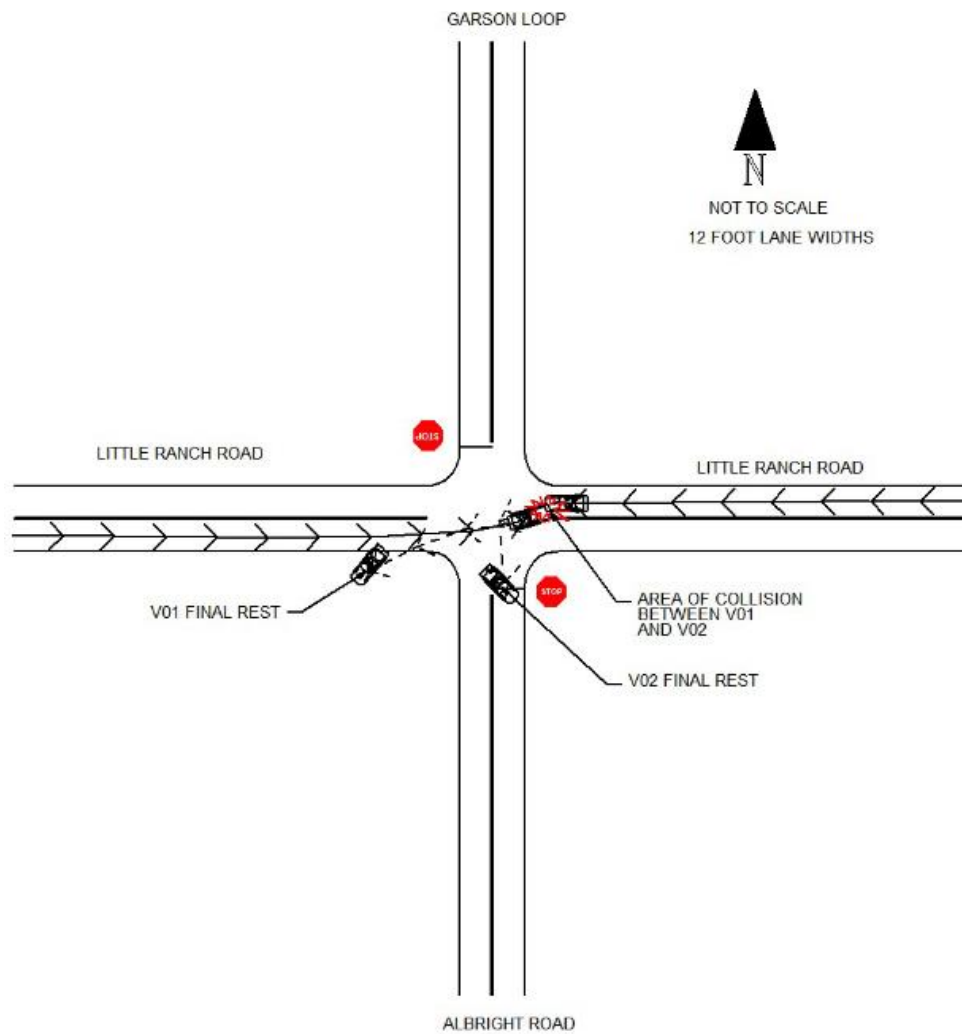 GARSON LOOP
N
NOT TO SCALE
12 FOOT LANE WIDTHS
STOP
LITTLE RANCH ROAD
LITTLE RANCH ROAD
STOP
V01 FINAL REST
AREA OF COLLISION
BETWEEN V01
AND V02
V02 FINAL REST
ALBRIGHT ROAD